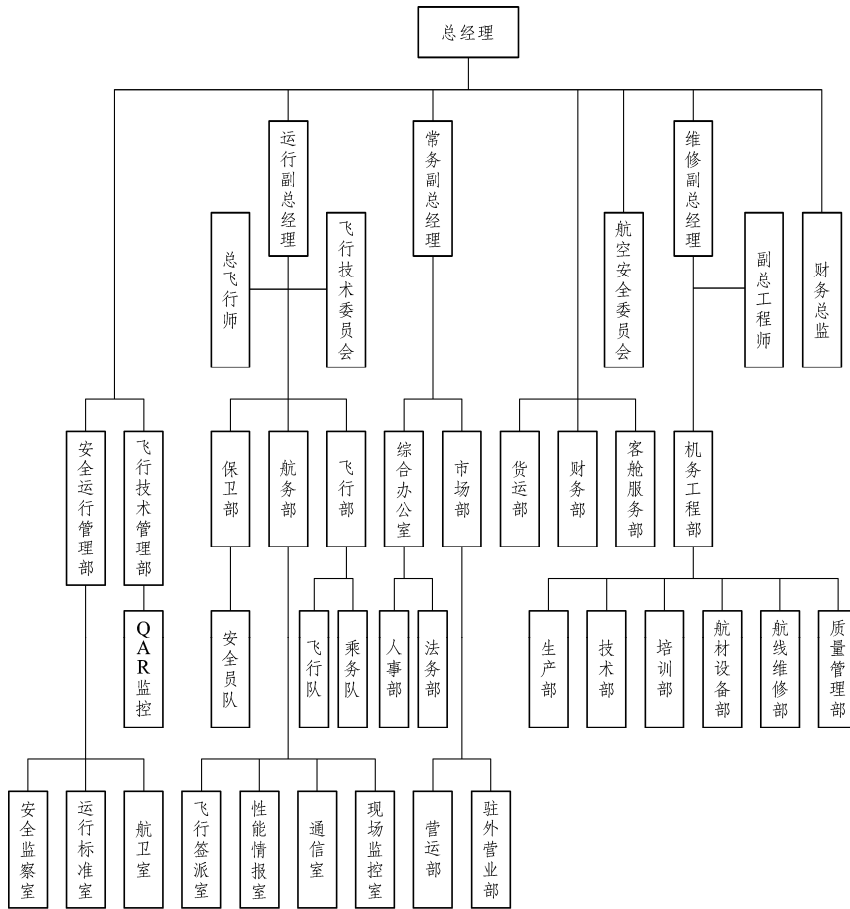 总经理
运行副总经理
常务副总经理
维修副总经理
总飞行师
飞行技术委员会
航空安全委员会
副总工程师
财务总监
安全运行管理部
飞行技术管理部
保卫部
航务部
飞行部
综合办公室
市场部
货运部
财务部
客舱服务部
机务工程部
QAR监控
安全员队
飞行队
乘务队
人事部
法务部
生产部
技术部
培训部
航材设备部
航线维修部
质量管理部
安全监察室
运行标准室
航卫室
飞行签派室
性能情报室
通信室
现场监控室
营运部
驻外营业部